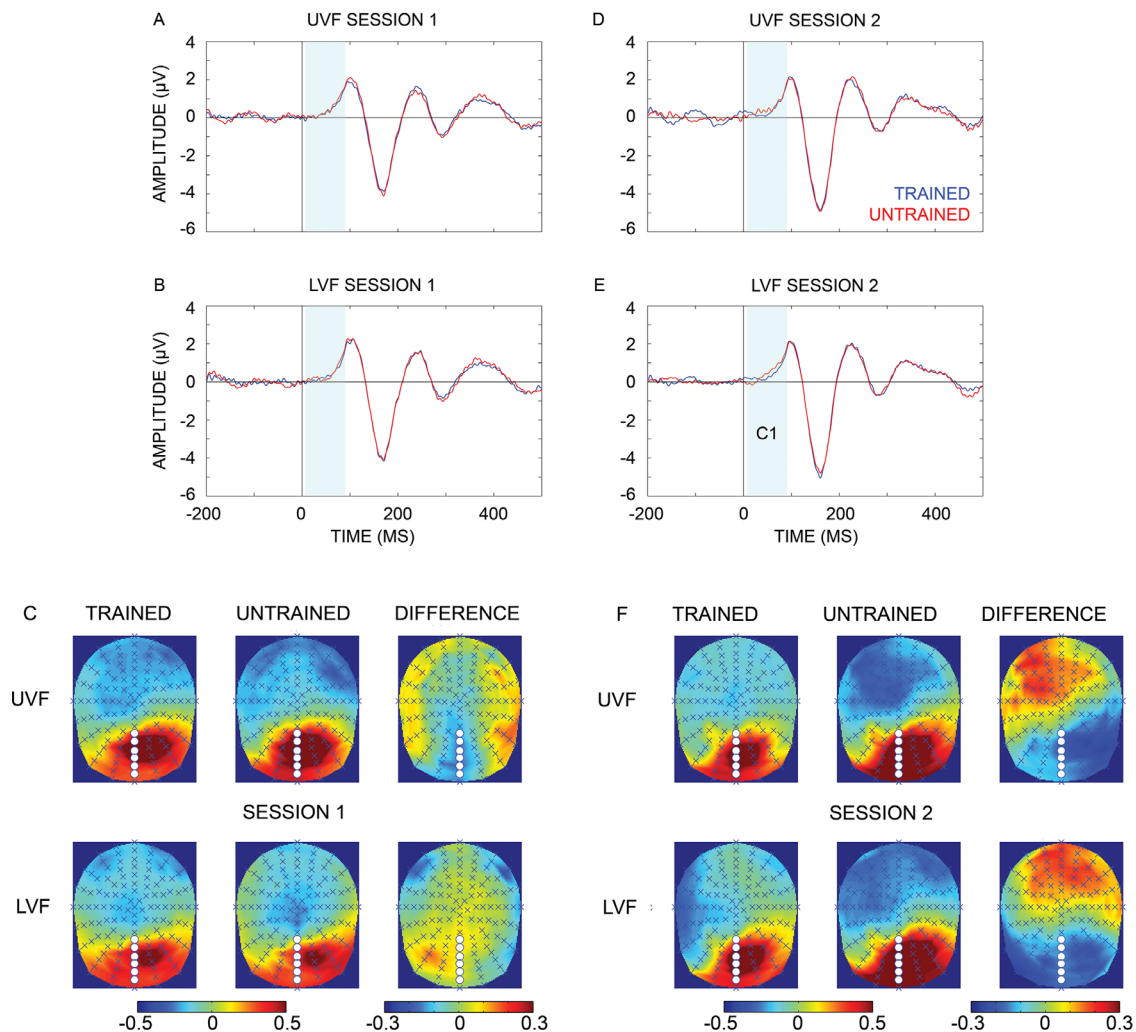 A
UVF SESSION 1
AMPLITUDE (µV)
4
2
0
-2
-4
-6
D
UVF SESSION 2
4
2
0
-2
-4
-6
TRAINED
UNTRAINED
B
LVF SESSION 1
AMPLITUDE (µV)
4
2
0
-2
-4
-6
-200
0
200
400
TIME (MS)
E
LVF SESSION 2
4
2
0
-2
-4
-6
C1
-200
0
200
400
TIME (MS)
C
TRAINED
UNTRAINED
DIFFERENCE
UVF
SESSION 1
LVF
-0.5
0
0.5
-0.3
0
0.3
F
TRAINED
UNTRAINED
DIFFERENCE
UVF
SESSION 2
LVF
-0.5
0
0.5
-0.3
0
0.3